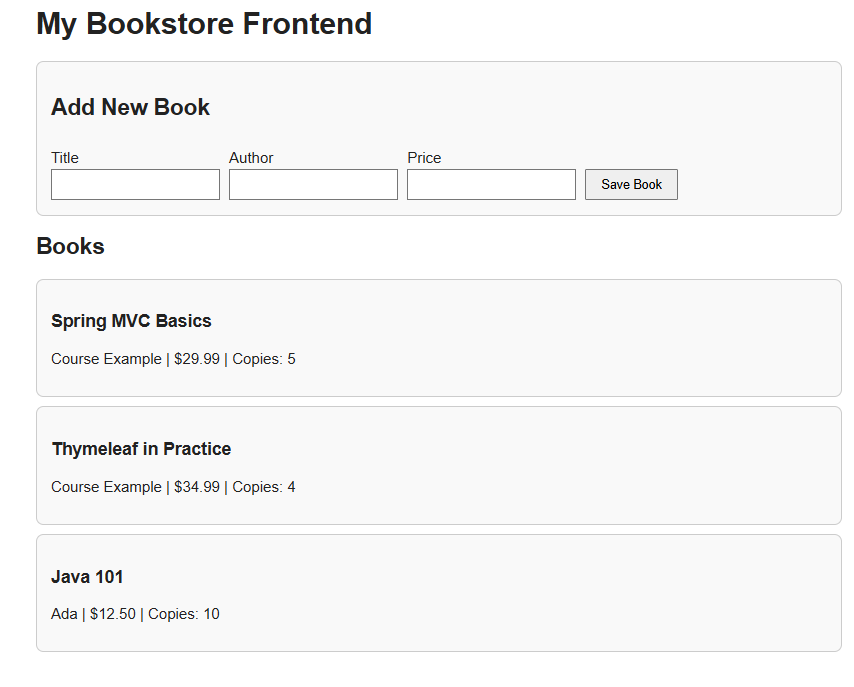 My Bookstore Frontend
Add New Book
Title Author Price
Save Book
Books
Spring MVC Basics
Course Example | $29.99 | Copies: 5
Thymeleaf in Practice
Course Example | $34.99 | Copies: 4
Java 101
Ada | $12.50 | Copies: 10